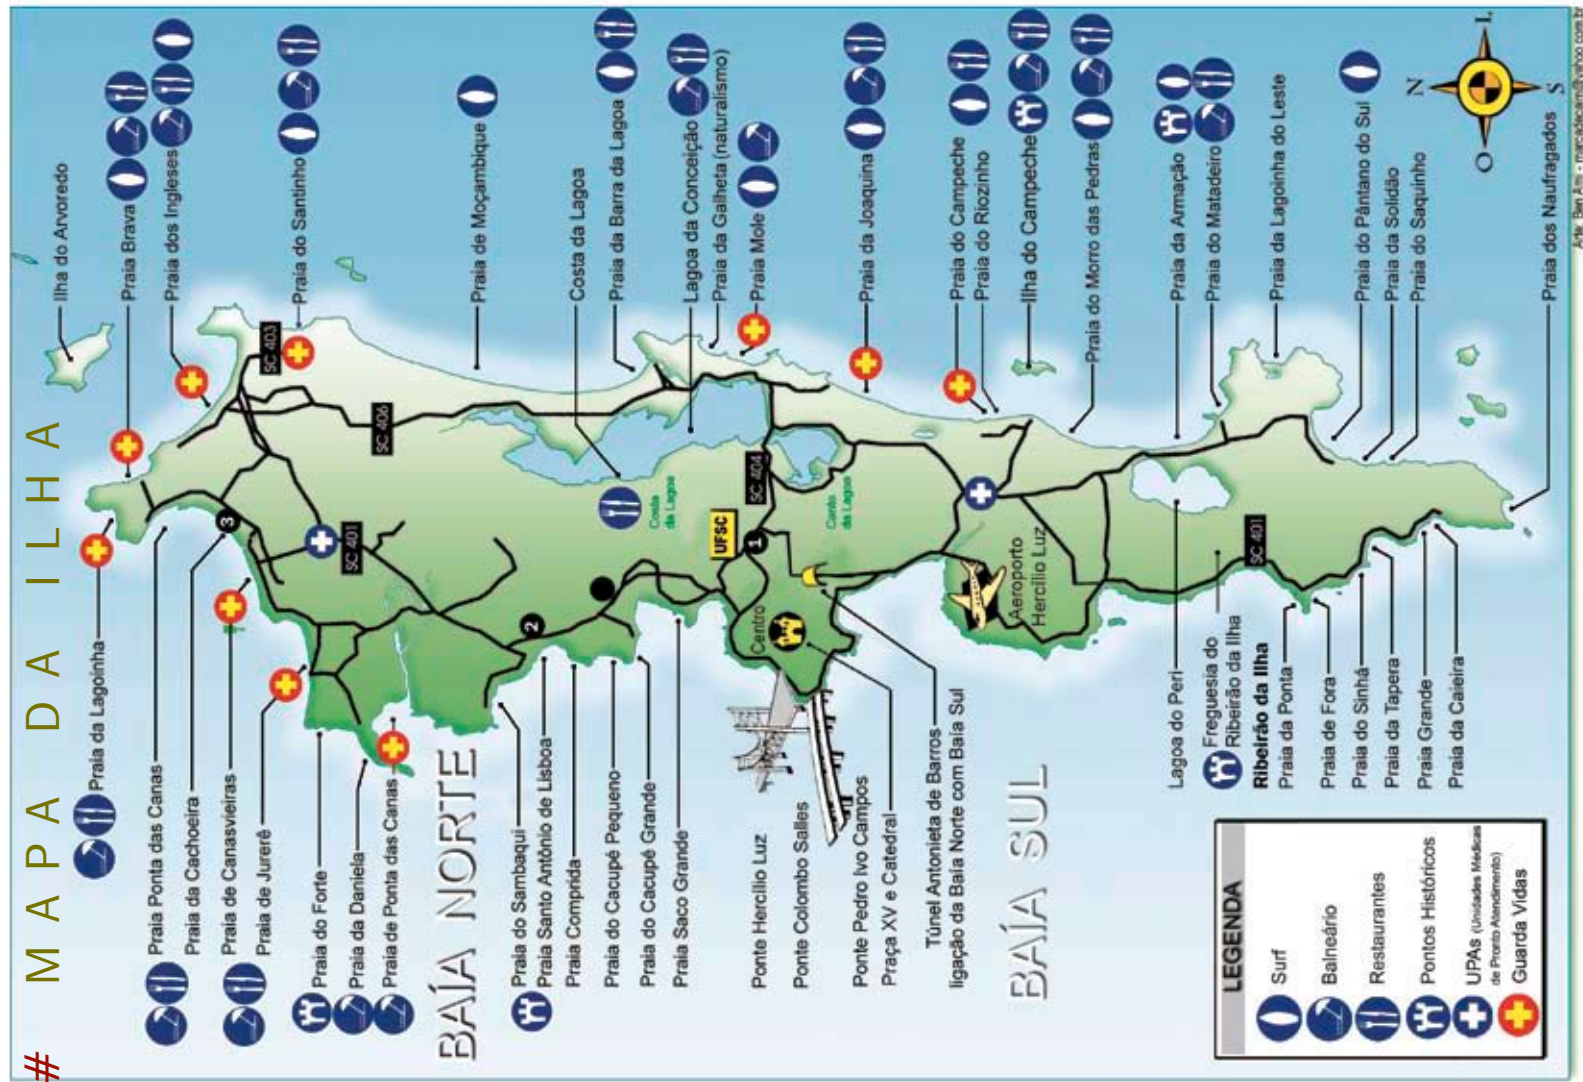 # MAPA DA ILHA
Ilha do Arvoredo
Praia Brava
Praia dos Ingleses
Praia do Santinho
Praia de Moçambique
Costa da Lagoa
Praia da Barra da Lagoa
Lagoa da Conceição
Praia da Galheta (naturalismo)
Praia Mole
Praia da Joaquina
Praia do Campeche
Praia do Riozinho
Ilha do Campeche
Praia do Morro das Pedras
Praia da Armação
Praia do Matadeiro
Praia da Lagoinha do Leste
Praia do Pântano do Sul
Praia da Solidão
Praia do Saquinho
Praia dos Naufragados
N
L
S
O
SC 403
SC 406
SC 401
SC 404
SC 401
Costa
da Lagoa
Canto
da Lagoa
UFSC
1
2
3
Centro
Aeroporto
Hercílio Luz
Praia da Lagoinha
Praia Ponta das Canas
Praia da Cachoeira
Praia de Canasvieiras
Praia de Jurerê
Praia do Forte
Praia da Daniela
Praia de Ponta das Canas
BAÍA NORTE
Praia do Sambaqui
Praia Santo Antônio de Lisboa
Praia Comprida
Praia do Cacupé Pequeno
Praia do Cacupé Grande
Praia Saco Grande
Ponte Hercílio Luz
Ponte Colombo Salles
Ponte Pedro Ivo Campos
Praça XV e Catedral
Túnel Antonieta de Barros
ligação da Baía Norte com Baía Sul
BAÍA SUL
Lagoa do Peri
Freguesia do
Ribeirão da Ilha
Ribeirão da Ilha
Praia da Ponta
Praia de Fora
Praia do Sinhá
Praia da Tapera
Praia Grande
Praia da Caieira
LEGENDA
Surf
Balneário
Restaurantes
Pontos Históricos
UPAs (Unidades Médicas
de Pronto Atendimento)
Guarda Vidas
Arte: Ben Ami -